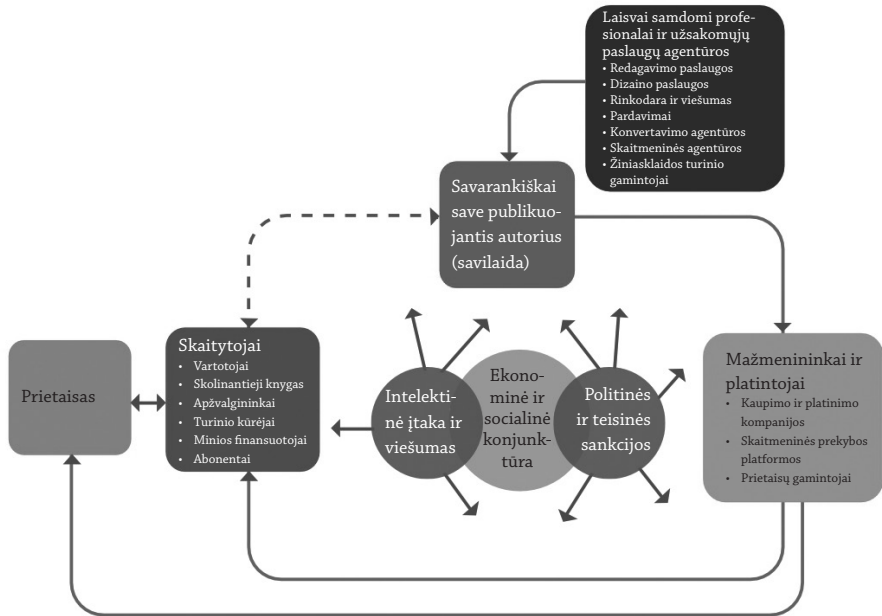 Laisvai samdomi profe-
sionalai ir užsakomųjų
paslaugų agentūros
• Redagavimo paslaugos
• Dizaino paslaugos
• Rinkodara ir viešumas
• Pardavimai
• Konvertavimo agentūros
• Skaitmeninės agentūros
• Žiniasklaidos turinio
gamintojai
Savarankiškai
save publikuo-
jantis autorius
(savilaida)
Prietaisas
Skaitytojai
• Vartotojai
• Skolinantieji knygas
• Apžvalgininkai
• Turinio kūrėjai
• Minios finansuotojai
• Abonentai
Intelekti-
nė įtaka ir
viešumas
Ekono-
minė ir
socialinė
konjunk-
tūra
Politinės
ir teisinės
sankcijos
Mažmenininkai ir
platintojai
• Kaupimo ir platinimo
kompanijos
• Skaitmeninės prekybos
platformos
• Prietaisų gamintojai